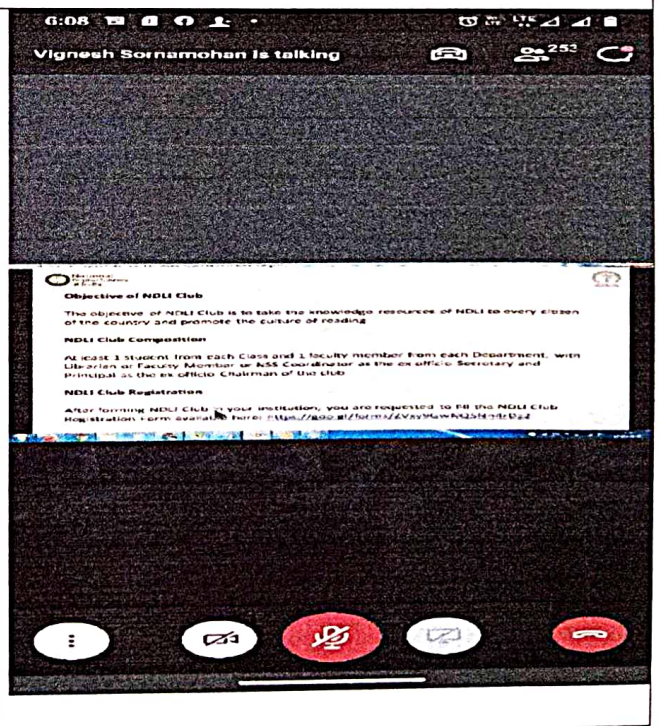 6:08
LTE
Vignesh Sornamohan is talking
253
National
Objective of NDLI Club
The objective of NDLI Club is to take the knowledge resources of NDLI to every citizen
of the country and promote the culture of reading
NDLI Club Composition
At least 1 student from each Class and 1 faculty member from each Department, with
Librarian or Faculty Member or NSS Coordinator as the ex officio Secretary and
Principal as the ex officio Chairman of the club
NDLI Club Registration
After forming NDLI Club in your institution, you are requested to fill the NDLI Club
Registration Form available here: